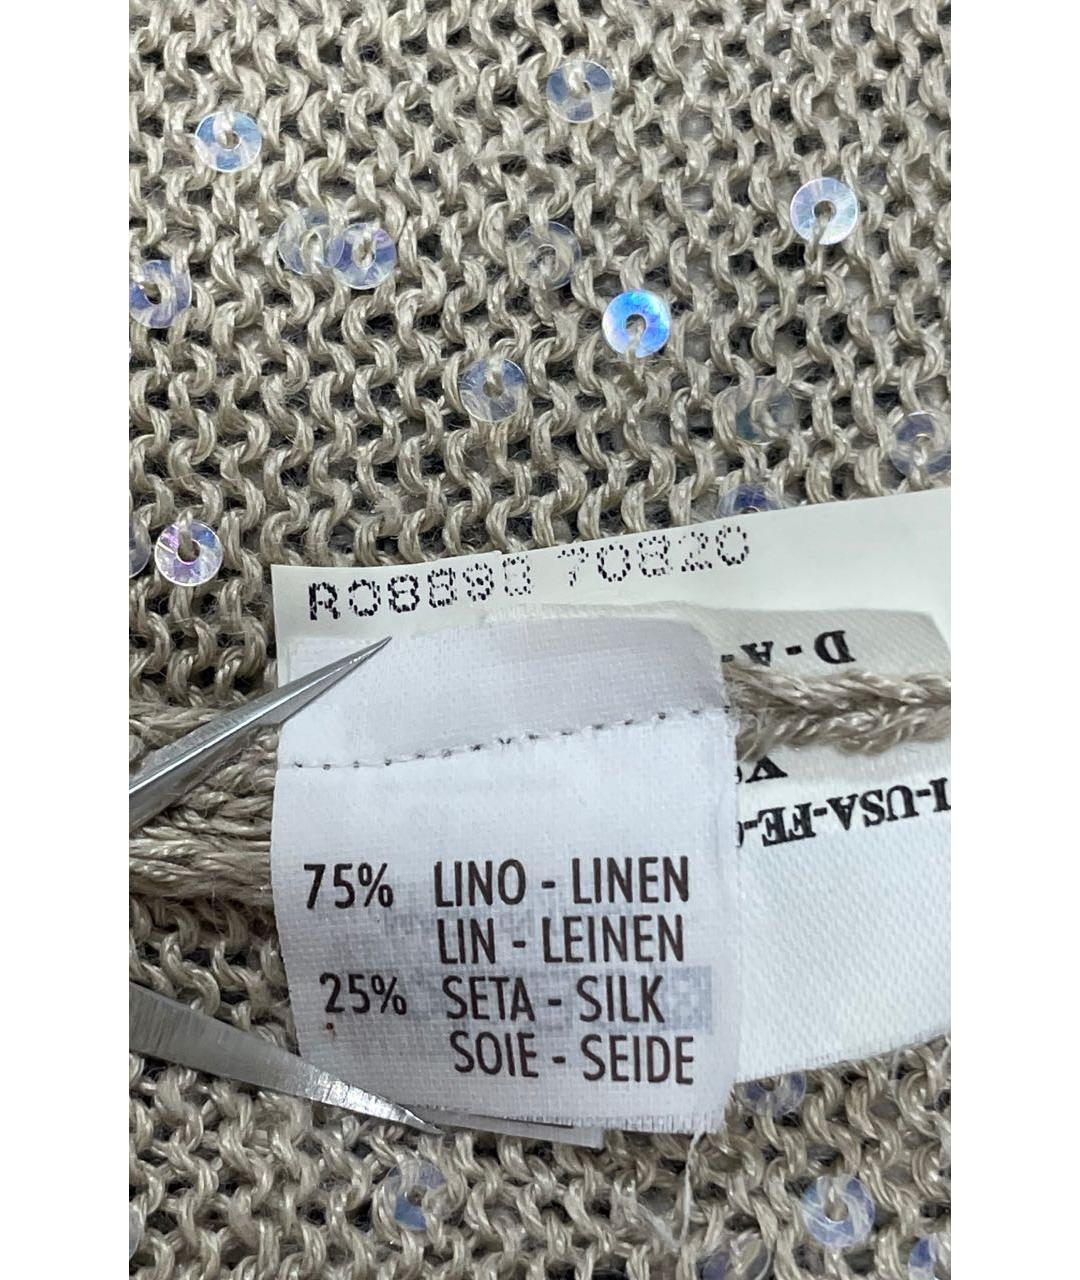 R08898 70820
D-A-
I-USA-FE-
75% LINO - LINEN
LIN - LEINEN
25% SETA - SILK
SOIE - SEIDE